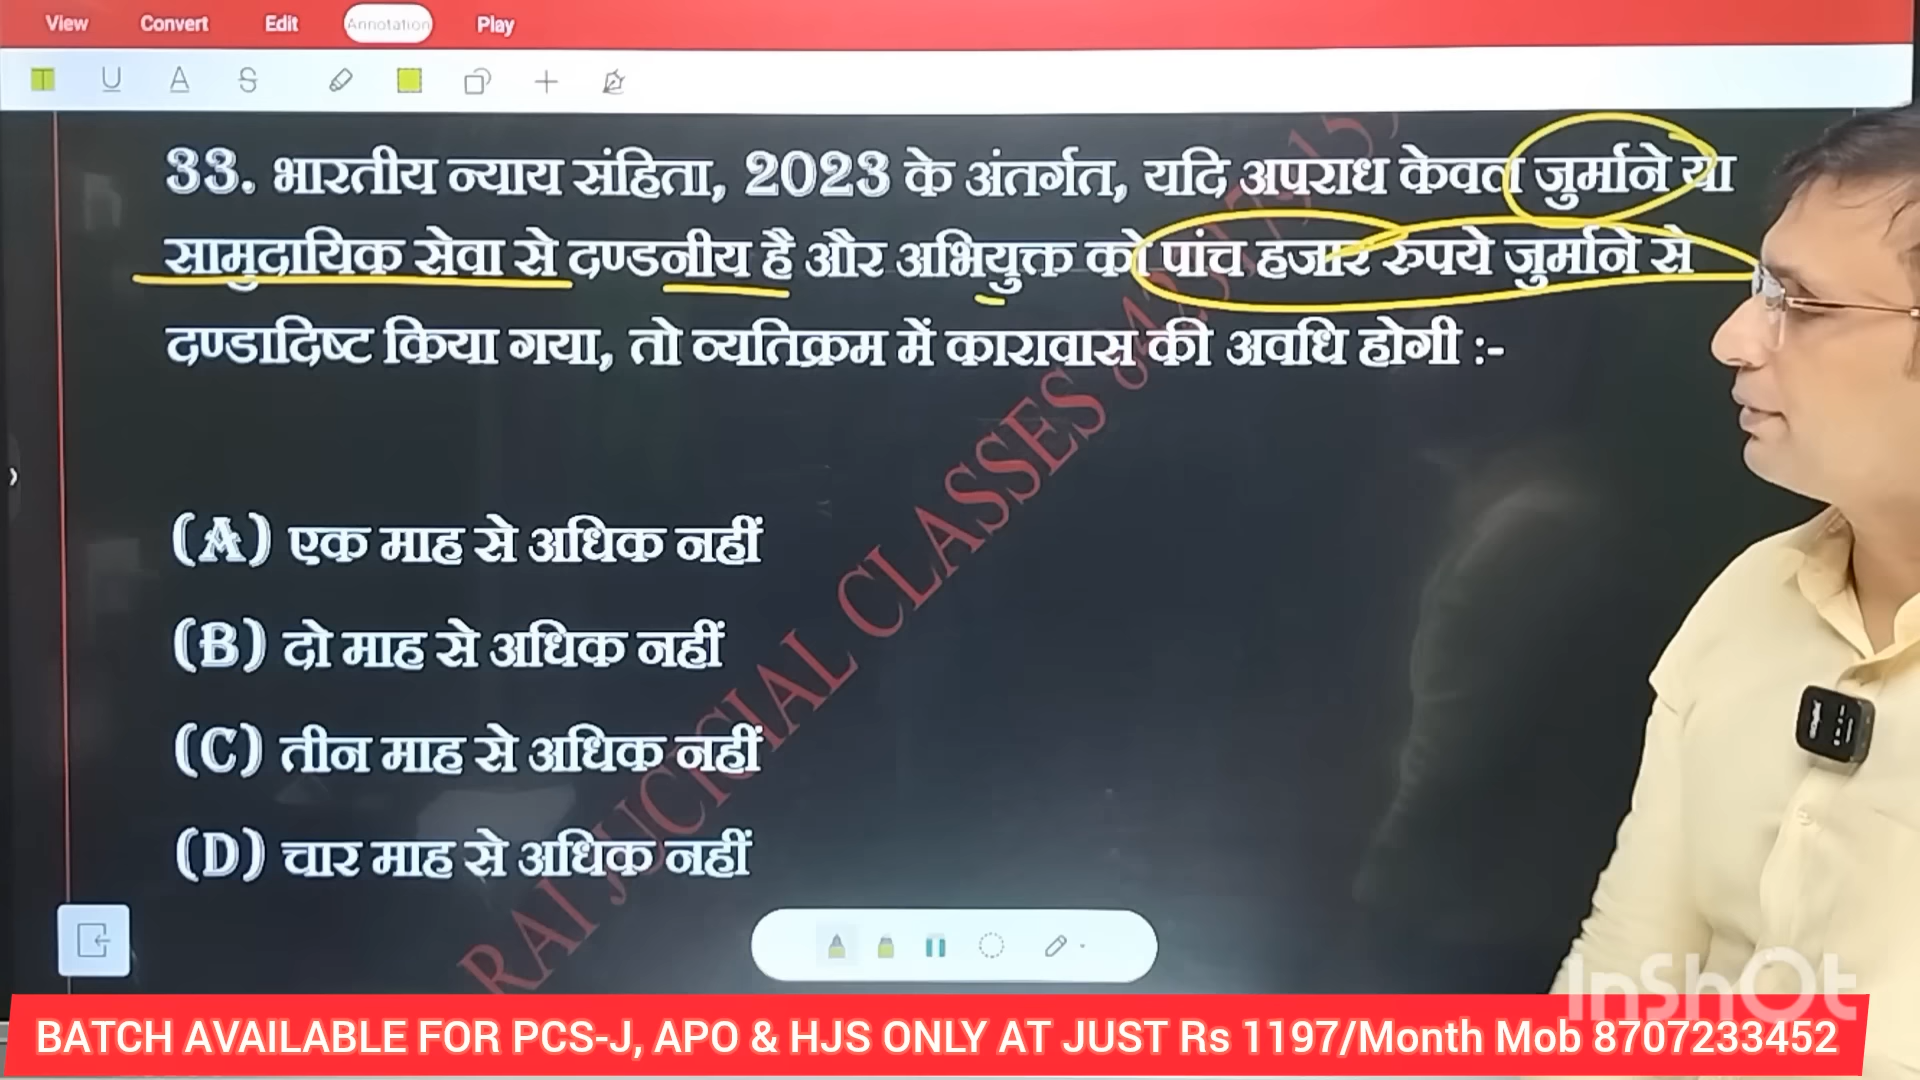 View Convert Edit Annotation Play
33. भारतीय न्याय संहिता, 2023 के अंतर्गत, यदि अपराध केवल जुर्माने या
सामुदायिक सेवा से दण्डनीय है और अभियुक्त को पांच हजार रुपये जुर्माने से
दण्डादिष्ट किया गया, तो व्यतिक्रम में कारावास की अवधि होगी :-
(A) एक माह से अधिक नहीं
(B) दो माह से अधिक नहीं
(C) तीन माह से अधिक नहीं
(D) चार माह से अधिक नहीं
RAI JUCICIAL CLASSES
InShOt
BATCH AVAILABLE FOR PCS-J, APO & HJS ONLY AT JUST Rs 1197/Month Mob 8707233452